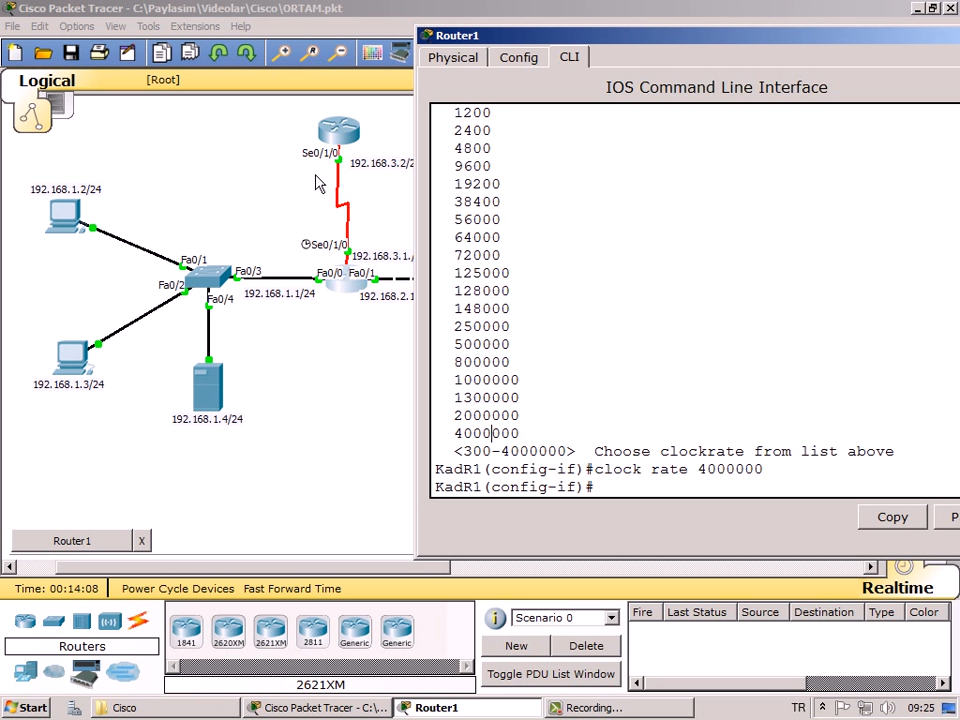 Cisco Packet Tracer - C:\Paylasim\Videolar\Cisco\ORTAM.pkt
File Edit Options View Tools Extensions Help
Logical
[Root]
Se0/1/0
192.168.3.2/2
192.168.1.2/24
Se0/1/0
192.168.3.1
Fa0/1
Fa0/3
Fa0/0
Fa0/1
Fa0/2
Fa0/4
192.168.1.1/24
192.168.2.1
192.168.1.3/24
192.168.1.4/24
Router1 X
Router1
Physical Config CLI
IOS Command Line Interface
1200
2400
4800
9600
19200
38400
56000
64000
72000
125000
128000
148000
250000
500000
800000
1000000
1300000
2000000
4000000
<300-4000000> Choose clockrate from list above
KadR1(config-if)#clock rate 4000000
KadR1(config-if)#
Copy P
Time: 00:14:08 Power Cycle Devices Fast Forward Time
Realtime
Routers
1841 2620XM 2621XM 2811 Generic Generic
2621XM
Scenario 0
New Delete
Toggle PDU List Window
Fire Last Status Source Destination Type Color
Start Cisco Cisco Packet Tracer - C:\... Router1 Recording... TR 09:25